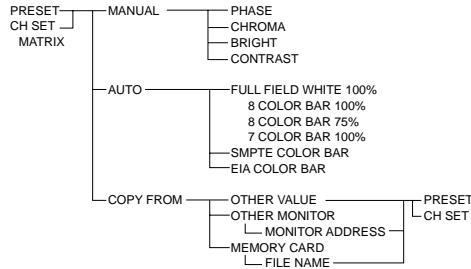 PRESET MANUAL PHASE
CH SET CHROMA
MATRIX BRIGHT
CONTRAST
AUTO FULL FIELD WHITE 100%
8 COLOR BAR 100%
8 COLOR BAR 75%
7 COLOR BAR 100%
SMPTE COLOR BAR
EIA COLOR BAR
COPY FROM OTHER VALUE PRESET
OTHER MONITOR CH SET
MONITOR ADDRESS
MEMORY CARD
FILE NAME